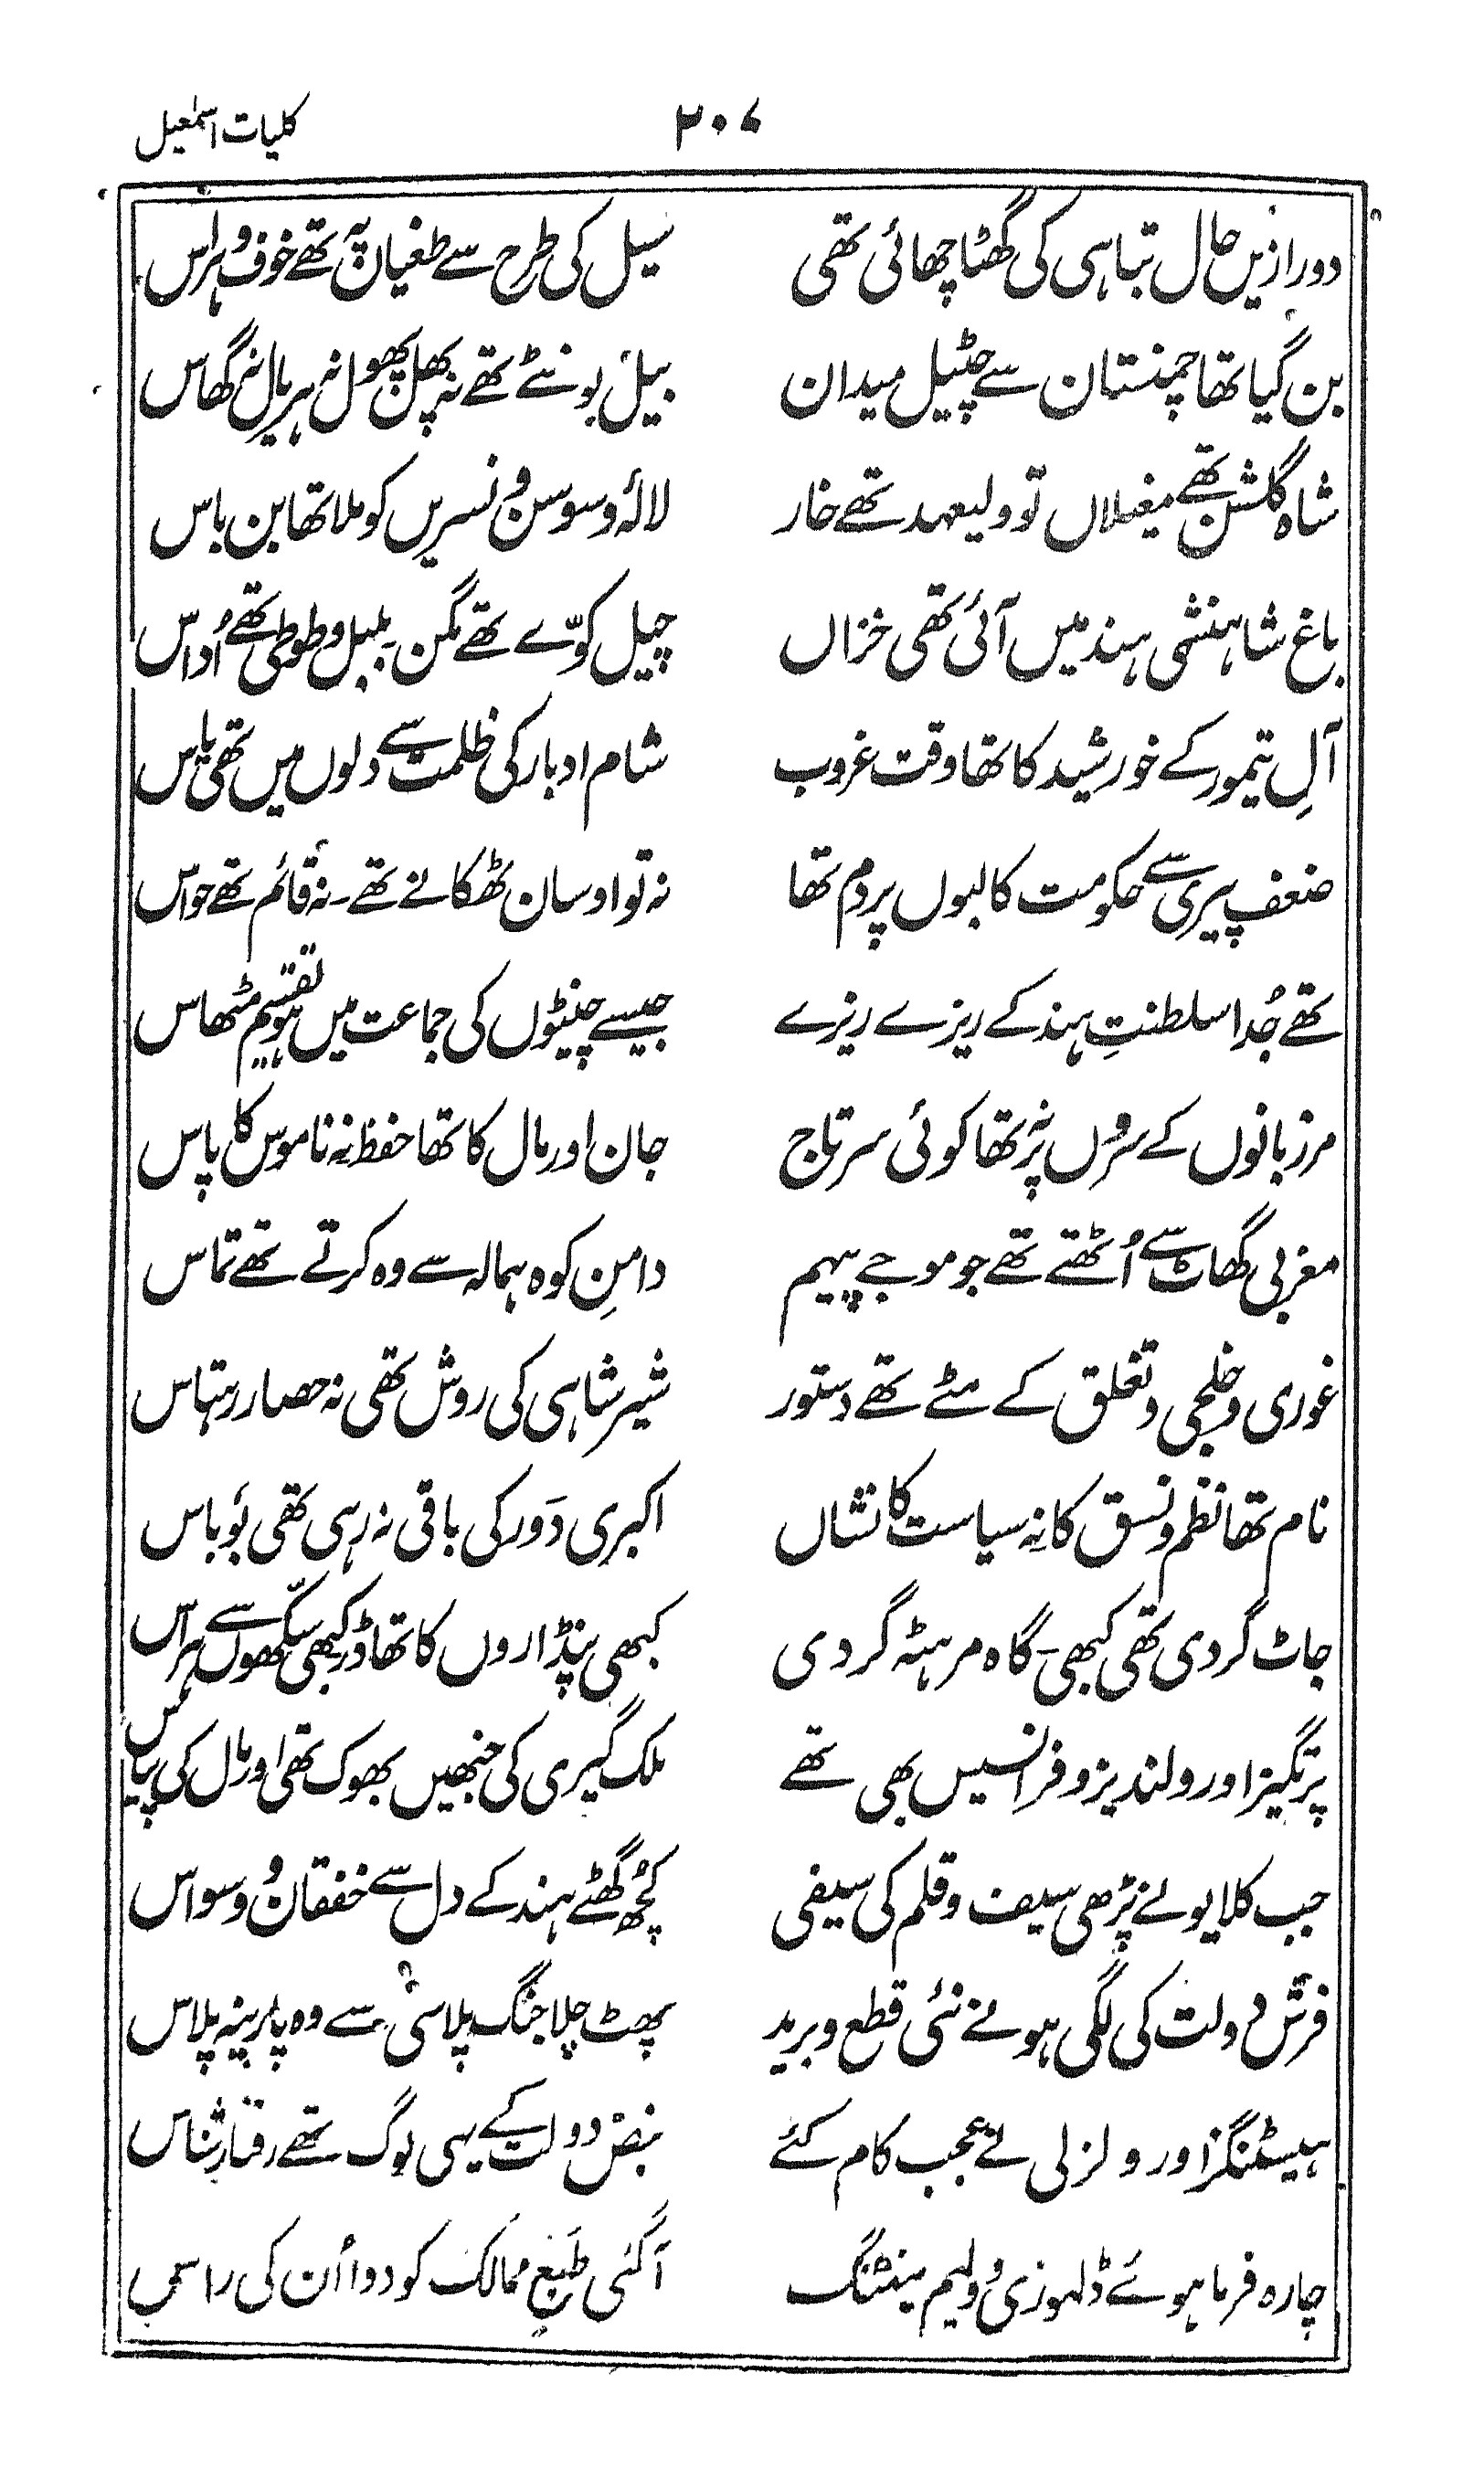 کلیات اسمٰعیل ۲۰۷
دور ازیں حال تباہی کی گھٹا چھائی تھی سیل کی طرح سے طغیان پہ تھے خوف و ہراس
بن گیا تھا چمنستان سے چٹیل میدان بیل بوٹے تھے نہ پھل پھول نہ ہریالی نہ گھاس
شاہ گلشن تھے مغیلاں تو ولیعہد تھے خار لالۂ و سوسن و نسریں کو ملا تھا بن باس
باغ شاہنشہی ہند میں آئی تھی خزاں چیل کوّے تھے مگن۔ بلبل و طوطی تھے اُداس
آلِ تیمور کے خورشید کا تھا وقت غروب شام ادبار کی ظلمت سے دلوں میں تھی یاس
ضعف پیری سے حکومت کا لبوں پر دم تھا نہ تو اوسان ٹھکانے تھے۔ نہ قائم تھے حواس
تھے جُدا سلطنتِ ہند کے ریزے ریزے جیسے چنیٹوں کی جماعت میں ہو تقسیم مٹھاس
مرزبانوں کے سروں پر نہ تھا کوئی سرتاج جان اور مال کا تھا حفظ نہ ناموس کا پاس
مغربی گھاٹ سے اُٹھتے تھے جو موجے پیہم دامنِ کوہ ہمالہ سے وہ کرتے تھے تماس
غوری و خلجی و تغلق کے مٹے تھے دستور شیر شاہی کی روش تھی نہ حصار رہتاس
نام تھا نظم و نسق کا نہ سیاست کا نشاں اکبری دَور کی باقی نہ رہی تھی بُو باس
جاٹ گردی تھی کبھی۔ گاہ مرہٹہ گردی کبھی پنڈاروں کا تھا ڈر کبھی سکّھوں سے ہراس
پرتگیز اور ولندیز و فرانسیس بھی تھے ملک گیری کی جنھیں بھوک تھی اور مال کی پیاس
جب کلایو نے پڑھی سیف و قلم کی سیفی کچھ گھٹے ہند کے دل سے خفقان و وسواس
فرش دولت کی لگی ہونے نئی قطع و برید پھٹ چلا جنگ پلاسی سے وہ پارینہ پلاس
ہیسٹنگز اور ولزلی نے عجب کام کئے نبض دولت کے یہی لوگ تھے رفتار شناس
چارہ فرما ہوئے ڈلہوزی و ولیم بینٹنگ آ گئی طبع ممالک کو دوا اُن کی راس